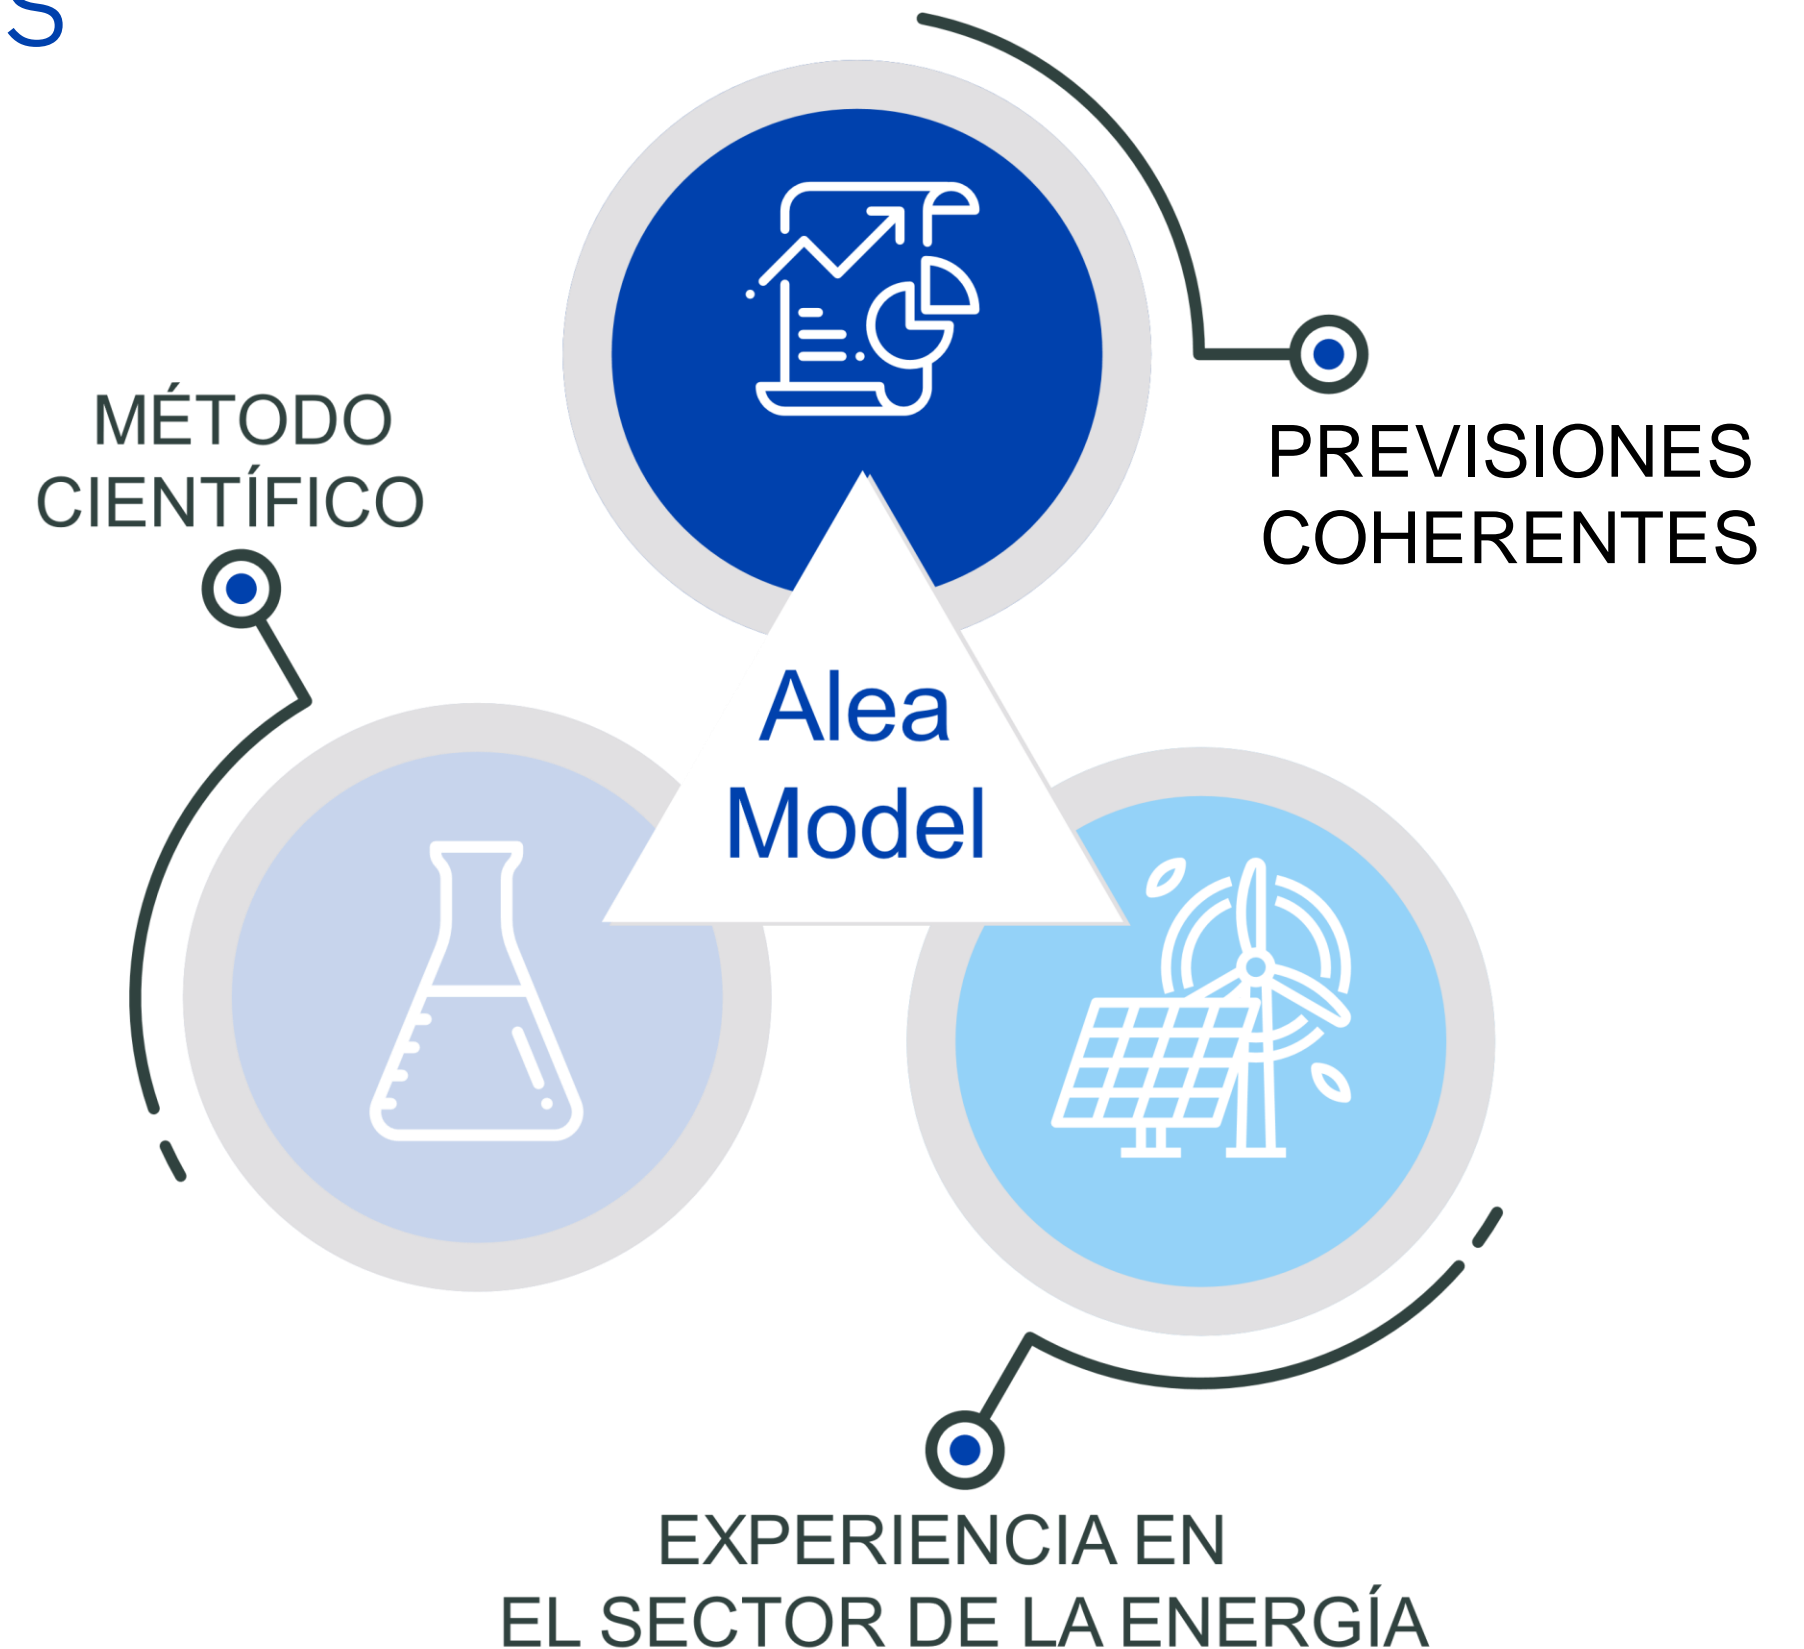 S
MÉTODO
CIENTÍFICO
PREVISIONES
COHERENTES
Alea
Model
EXPERIENCIA EN
EL SECTOR DE LA ENERGÍA